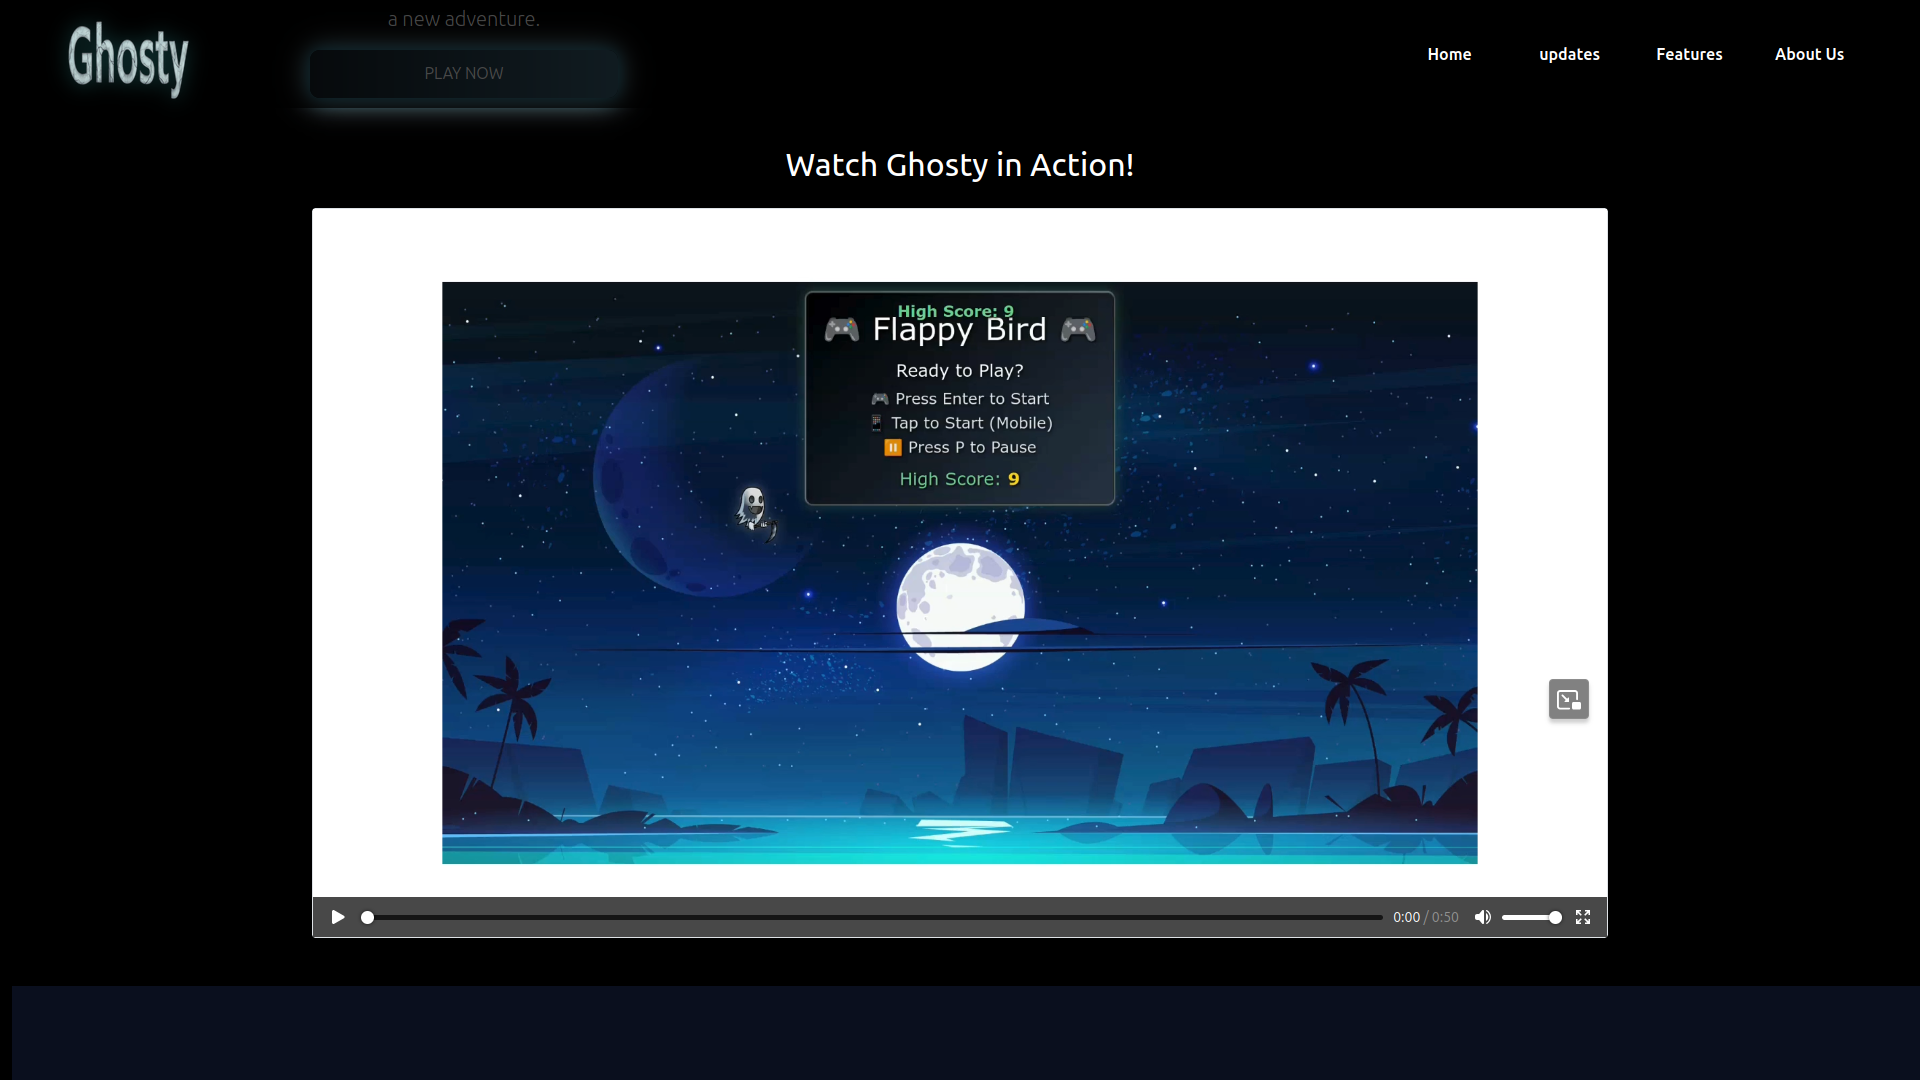 a new adventure.
Ghosty
Home
updates
Features
About Us
PLAY NOW
Watch Ghosty in Action!
High Score: 9
🎮 Flappy Bird 🎮
Ready to Play?
🎮 Press Enter to Start
📱 Tap to Start (Mobile)
⏸️ Press P to Pause
High Score: 9
0:00 / 0:50